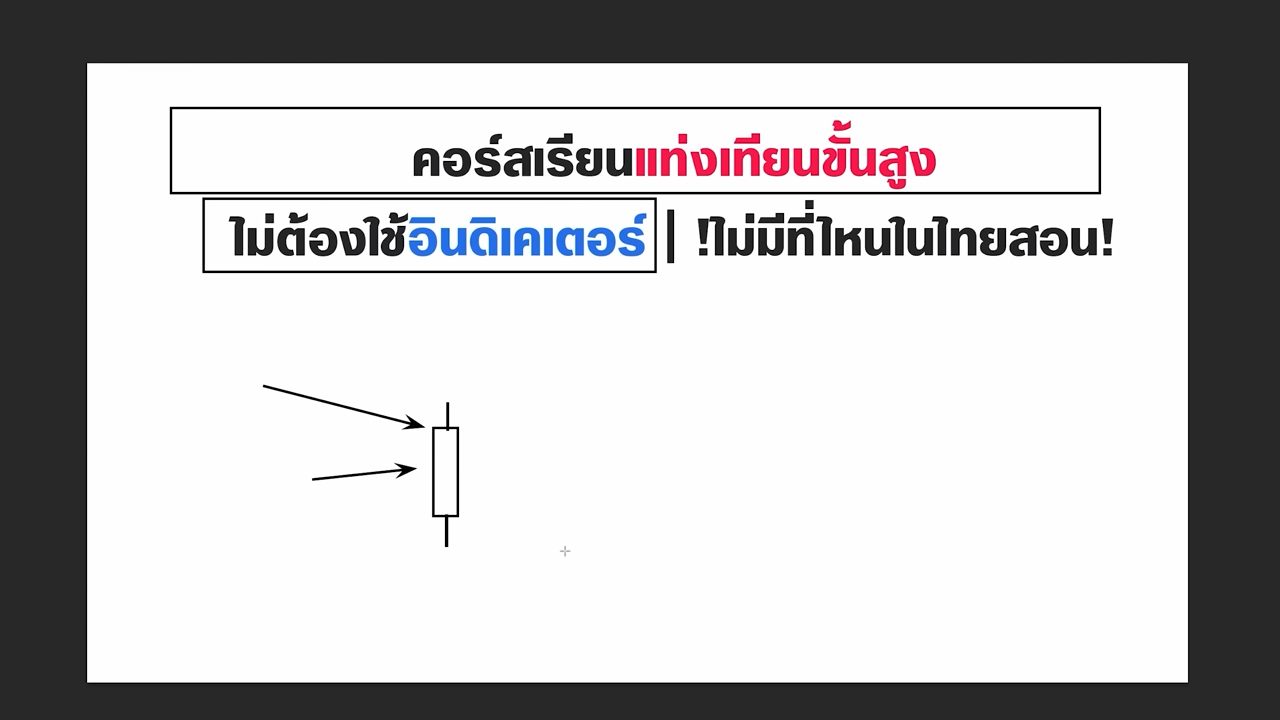 คอร์สเรียนแท่งเทียนขั้นสูง
ไม่ต้องใช้อินดิเคเตอร์ | !ไม่มีที่ไหนในไทยสอน!